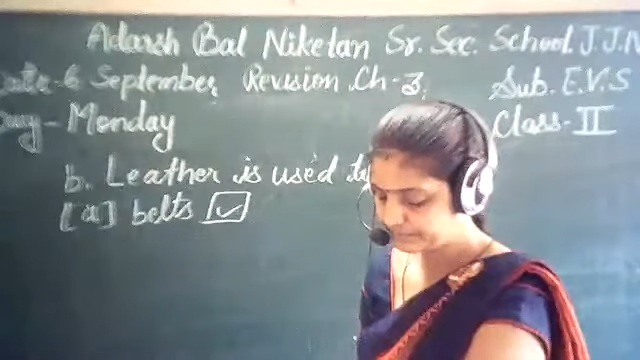 Adarsh Bal Niketan Sr. Sec. School J.J.N
Date-6 September Revision Ch-3. Sub. E.V.S
Day-Monday Class-II
b. Leather is used
[a] belts